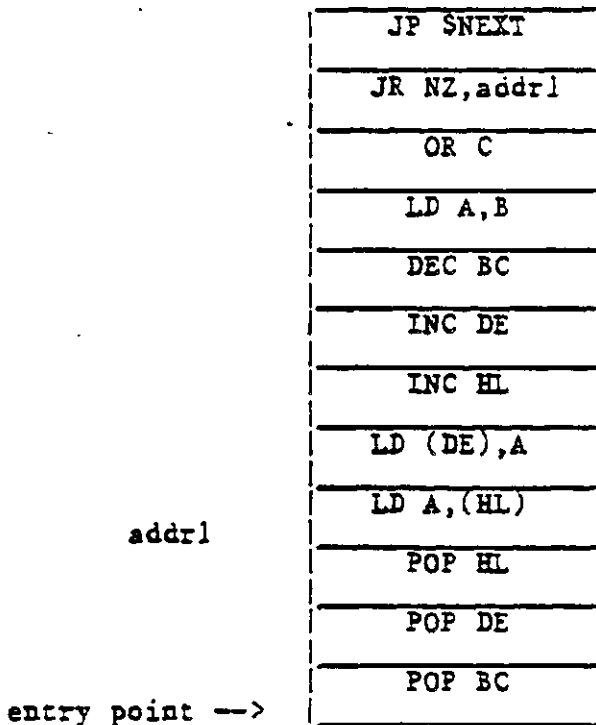 JP $NEXT
JR NZ,addr1
OR C
LD A,B
DEC BC
INC DE
INC HL
LD (DE),A
LD A,(HL)
addr1
POP HL
POP DE
POP BC
entry point -->